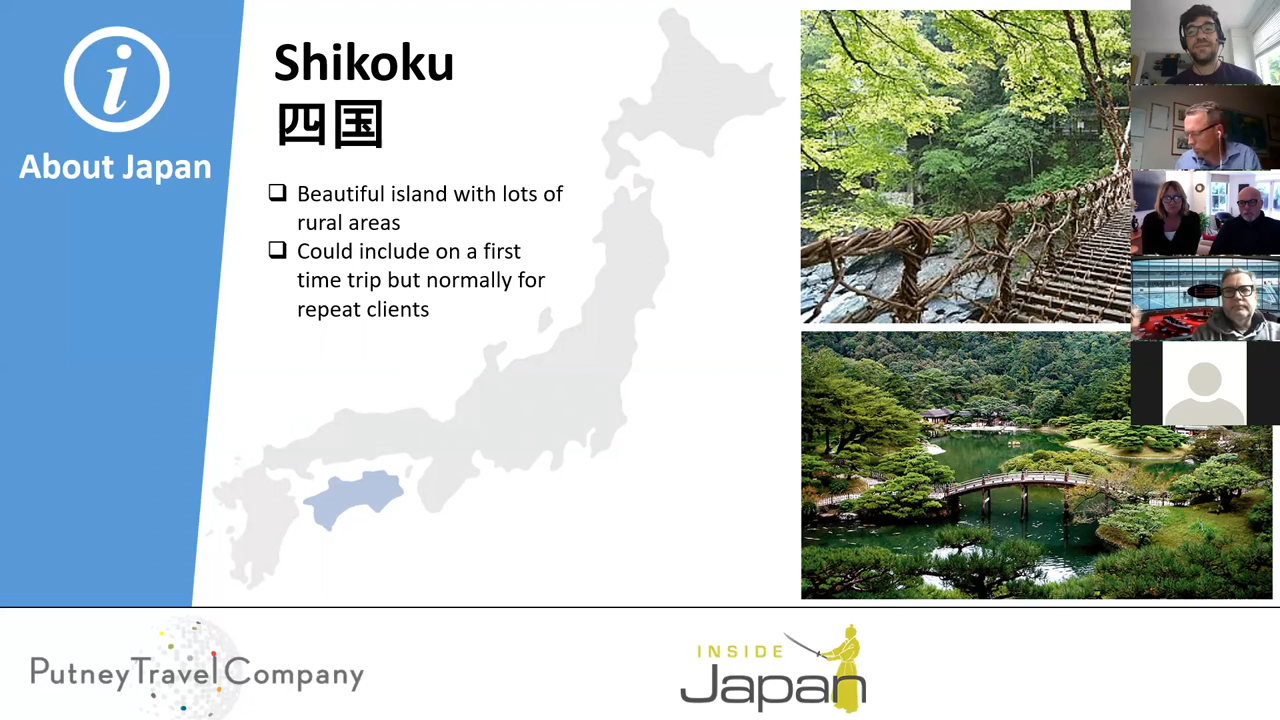 About Japan
Shikoku
四国
Beautiful island with lots of
rural areas
Could include on a first
time trip but normally for
repeat clients
PutneyTravelCompany
INSIDE
Japan